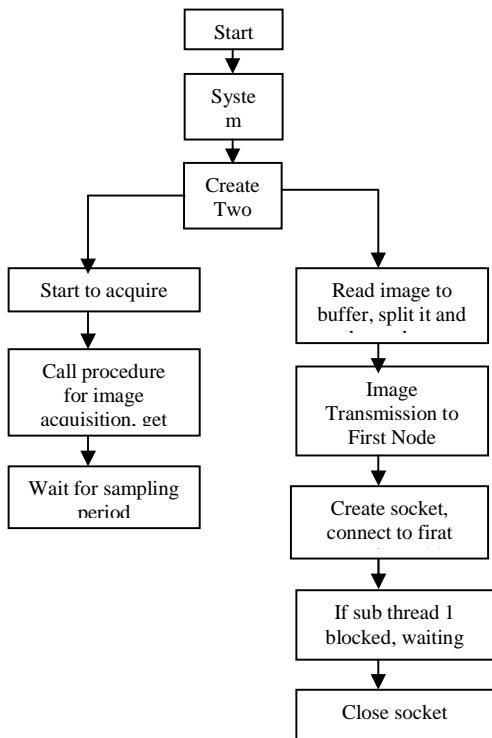 Start
Syste
m
Create
Two
Start to acquire
Call procedure
for image
acquisition, get
Wait for sampling
period
Read image to
buffer, split it and
Image
Transmission to
First Node
Create socket,
connect to firat
If sub thread 1
blocked, waiting
Close socket